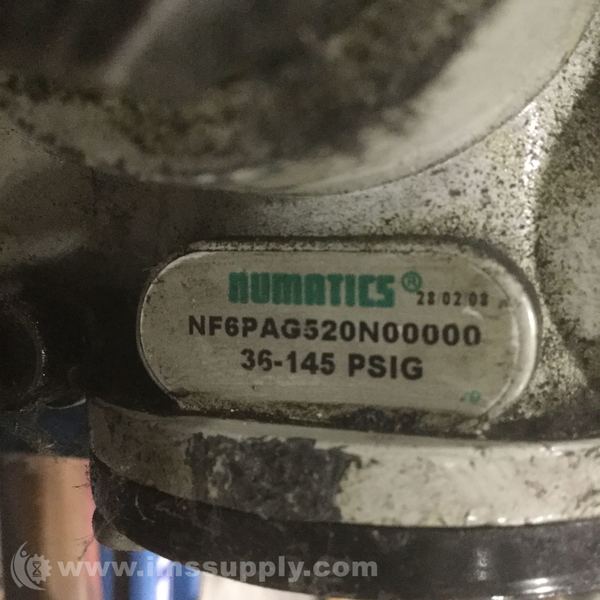 NUMATICS® 28 02 08
NF6PAG520N00000
36-145 PSIG
www.imssupply.com